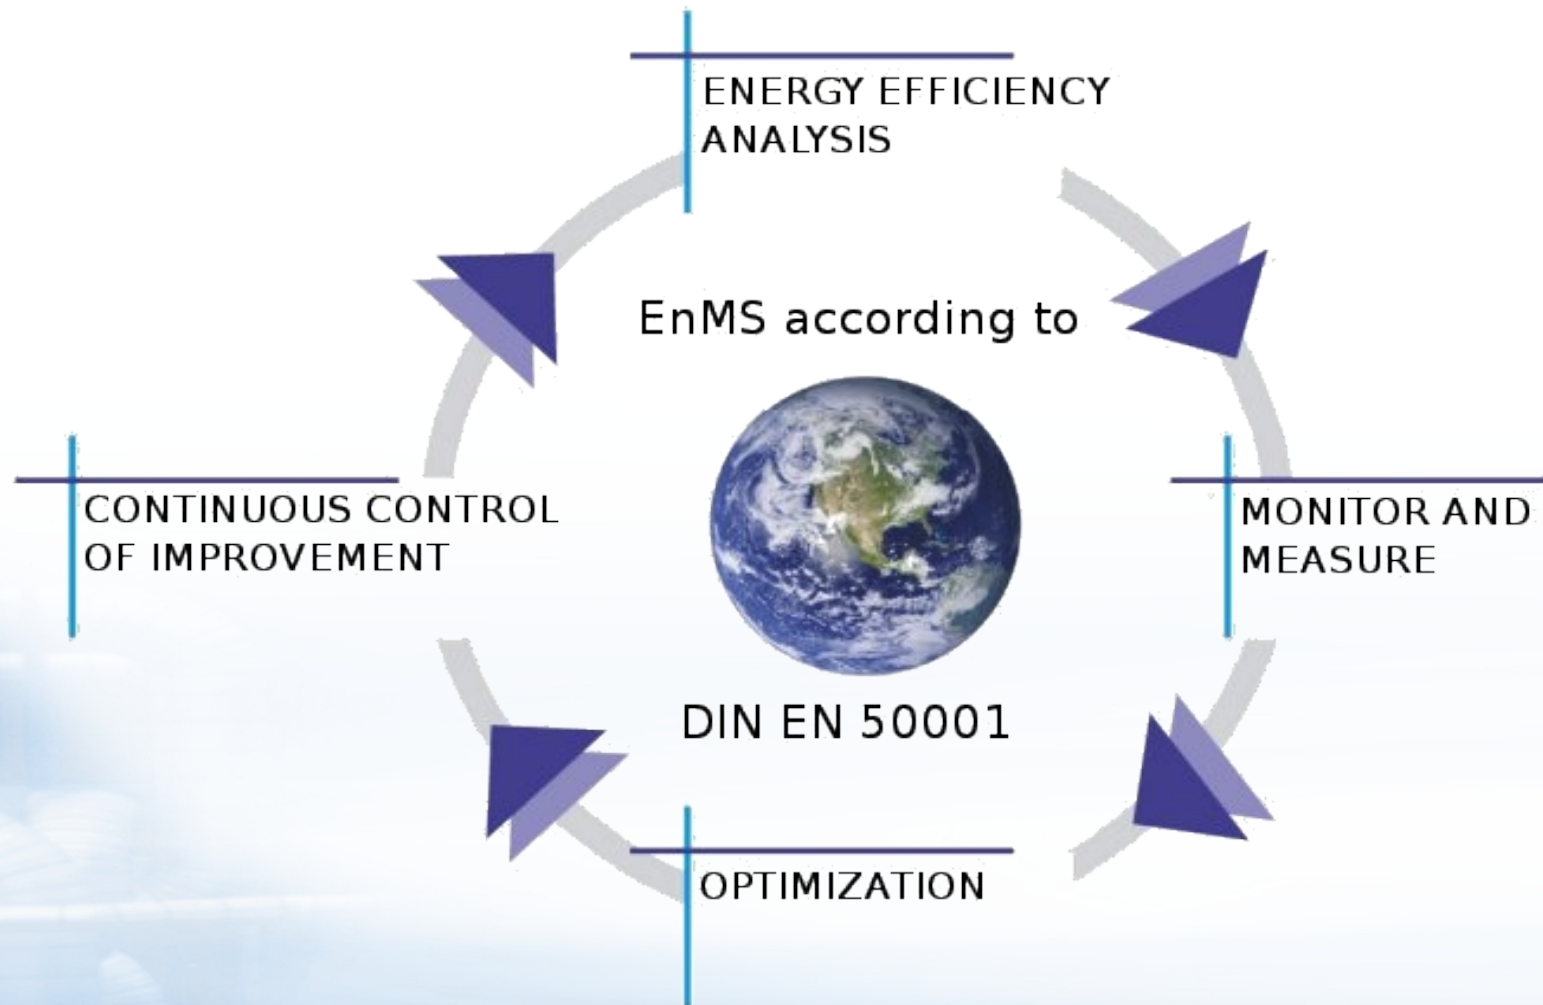 ENERGY EFFICIENCY
ANALYSIS
EnMS according to
CONTINUOUS CONTROL
OF IMPROVEMENT
MONITOR AND
MEASURE
DIN EN 50001
OPTIMIZATION